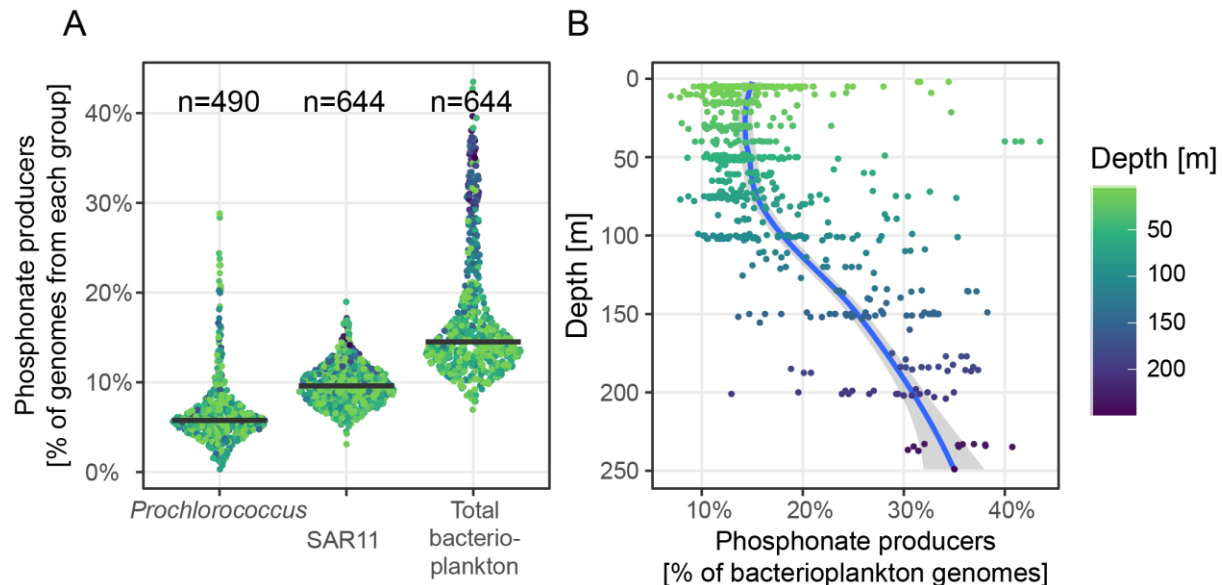 A
Phosphonate producers
[% of genomes from each group]
40%
30%
20%
10%
0%
n=490
n=644
n=644
Prochlorococcus
SAR11
Total
bacterio-
plankton
B
Depth [m]
0
50
100
150
200
250
10%
20%
30%
40%
Phosphonate producers
[% of bacterioplankton genomes]
Depth [m]
50
100
150
200